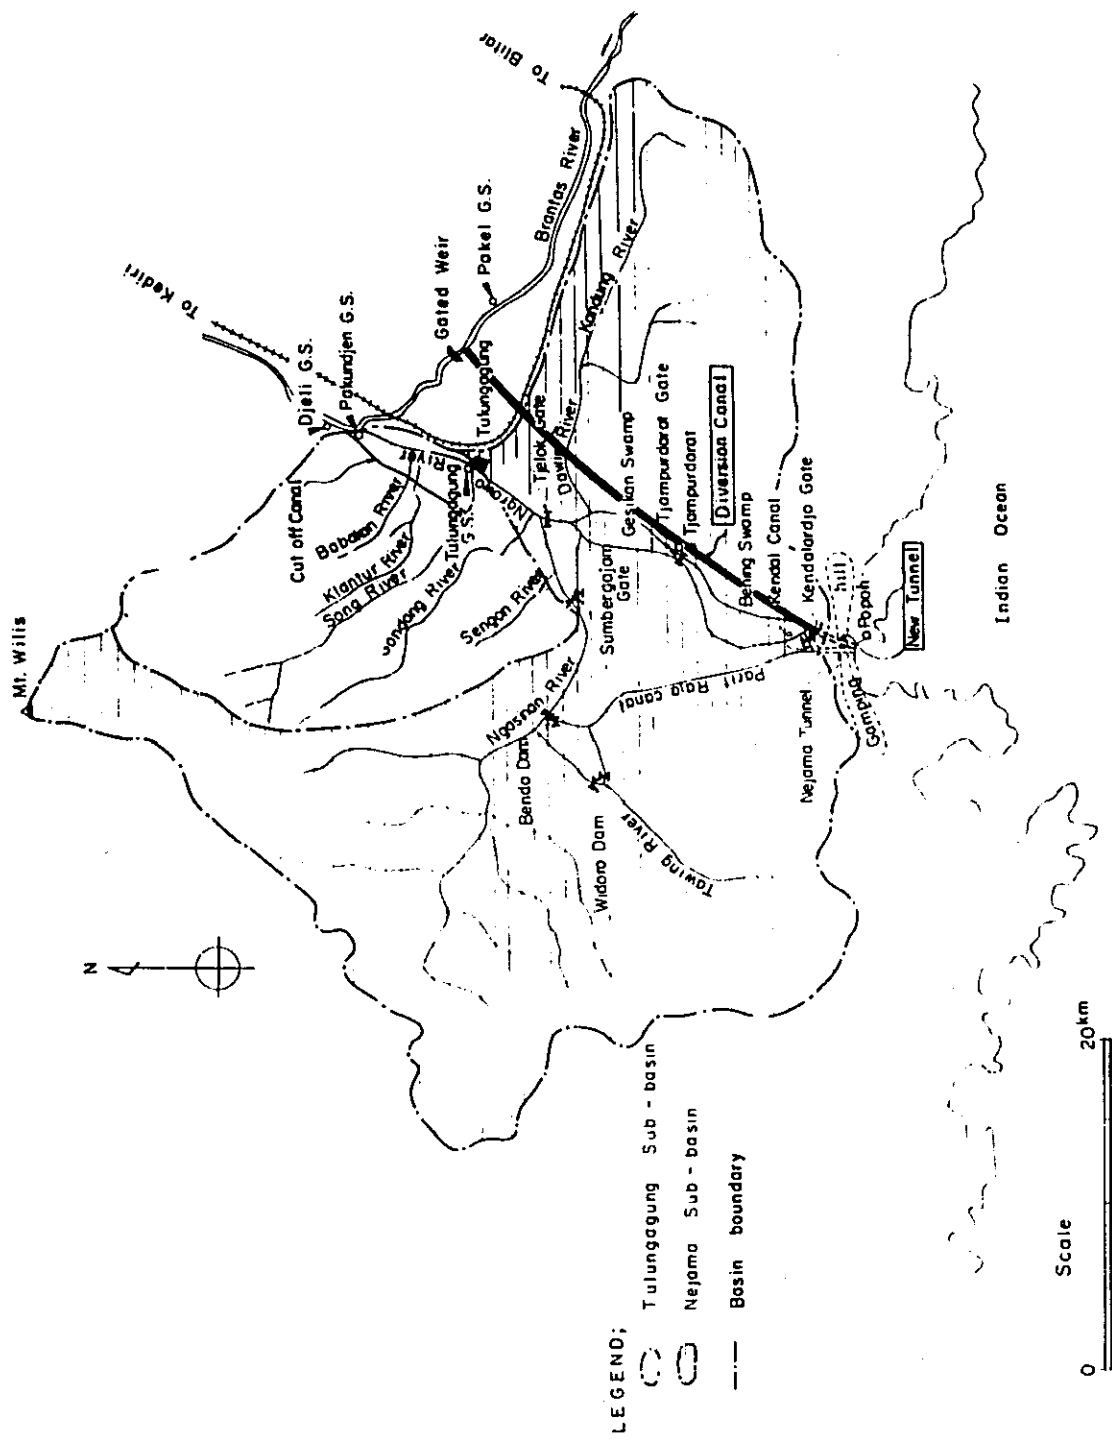 Mt. Wilis
N
To Kediri
To Blitar
Djeli G.S.
Pakundjen G.S.
Gated Weir
Pakel G.S.
Brantas River
Cut off Canal
Babakan River
Klantur River
Song River
Gondang River
Sengon River
River
Ngrowo
Tulungagung
Tulungagung
G.S.
Tjelok Gate
Dawir River
Kandung River
Gesikan Swamp
Tjampurdarat Gate
Tjampurdarat
Diversion Canal
Sumbergajam
Gate
Ngasinan River
Bendo Dam
Widoro Dam
Tawing River
Parit Raja Canal
Bening Swamp
Kendal Canal
Kendalardjo Gate
Nejama Tunnel
Gamping
hill
Popoh
New Tunnel
Indian Ocean
LEGEND;
Tulungagung Sub - basin
Nejama Sub - basin
Basin boundary
Scale
0
20km